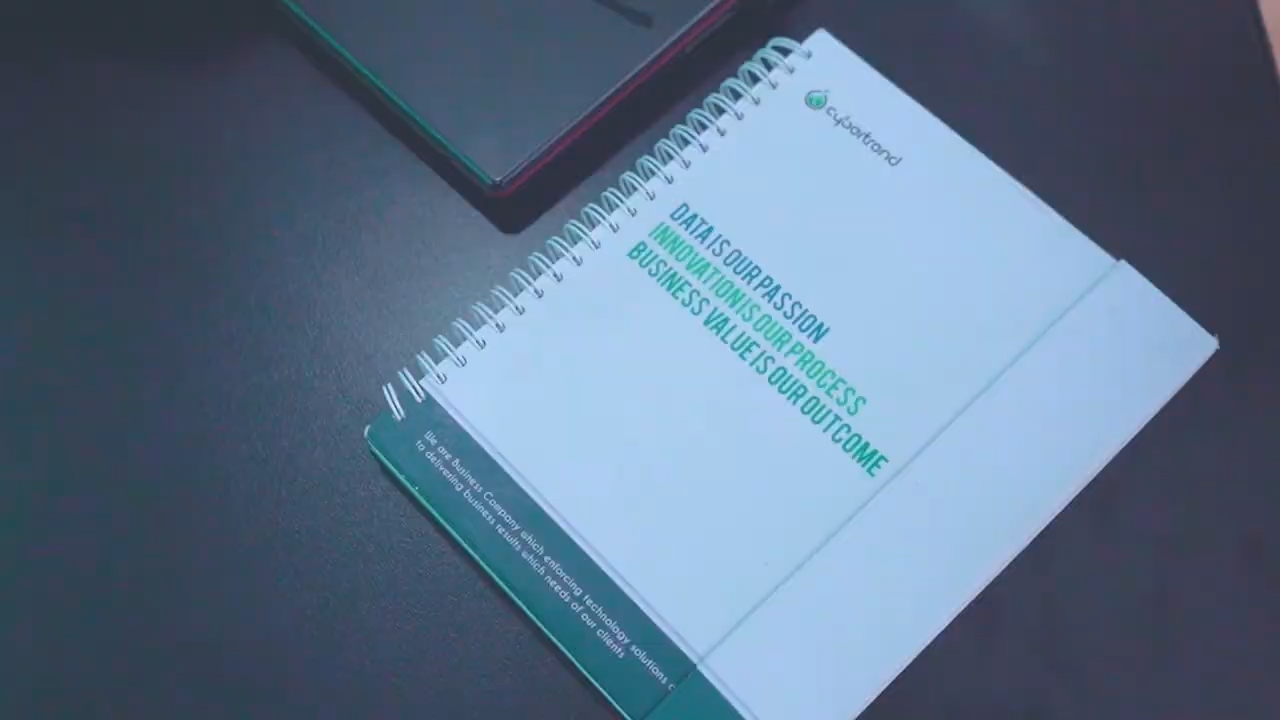 cybertrend
DATA IS OUR PASSION
INNOVATION IS OUR PROCESS
BUSINESS VALUE IS OUR OUTCOME
We are Business Company which enforcing technology solutions
to delivering business results which needs of our clients